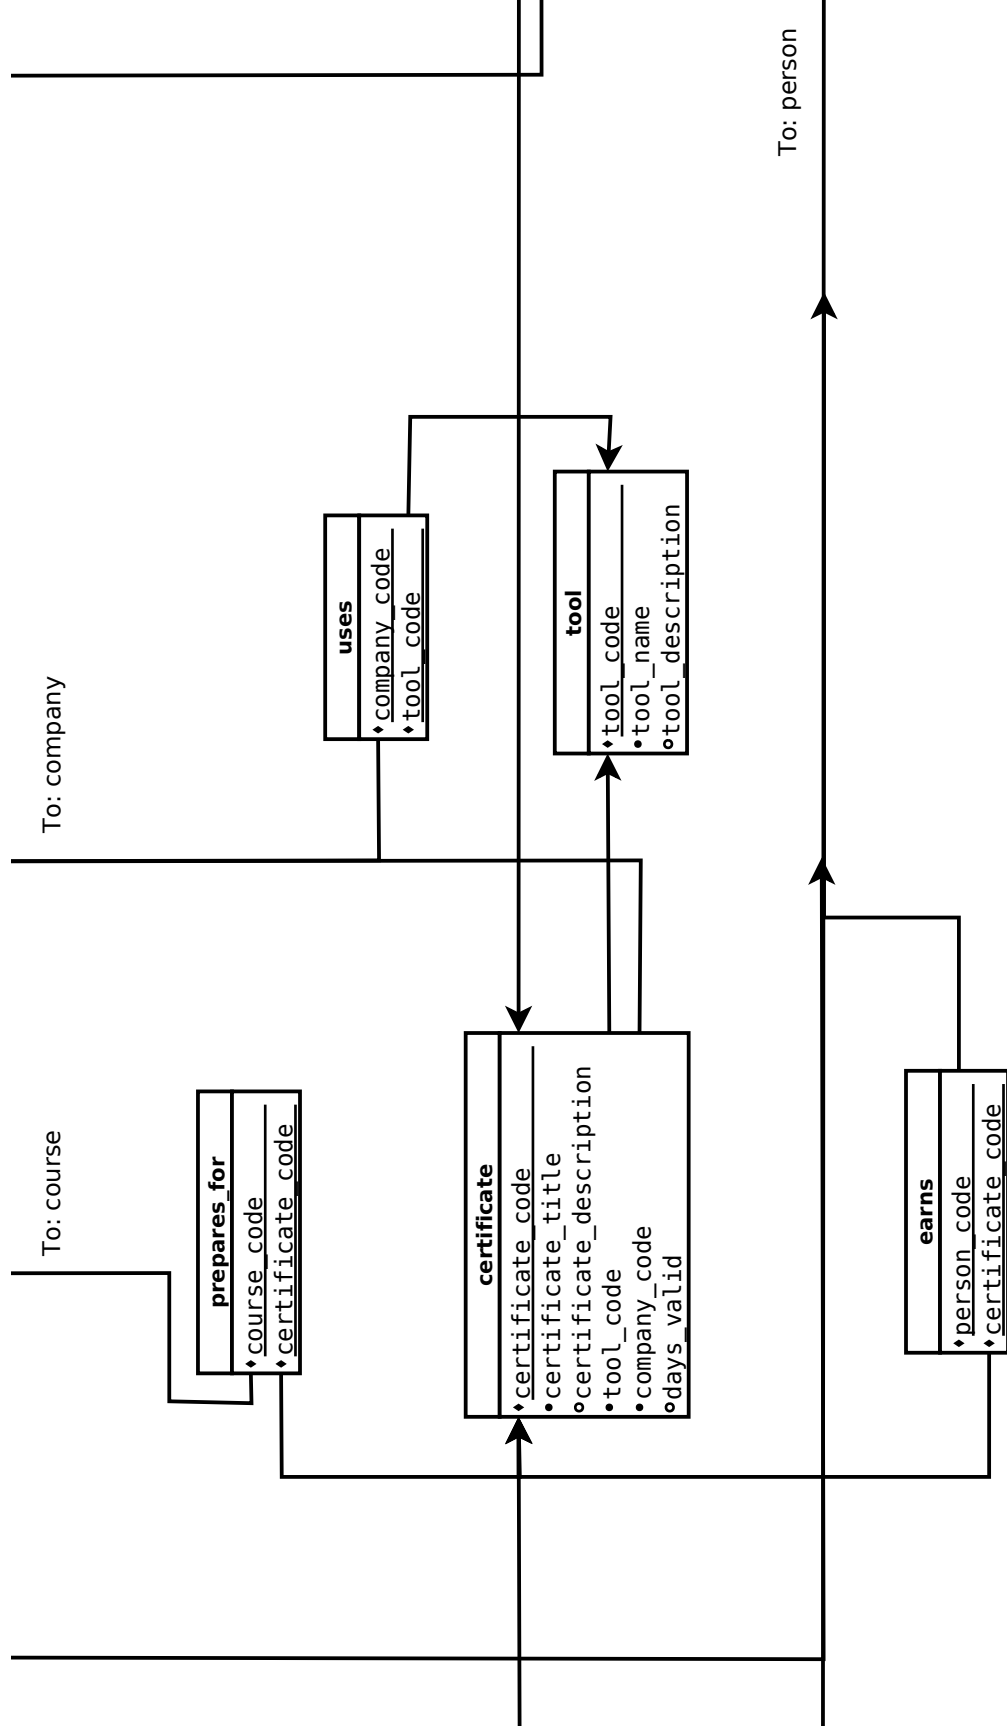 To: course
To: company
prepares_for
course_code
certificate_code
uses
company_code
tool_code
certificate
certificate_code
certificate_title
certificate_description
tool_code
company_code
days_valid
tool
tool_code
tool_name
tool_description
To: person
earns
person_code
certificate_code